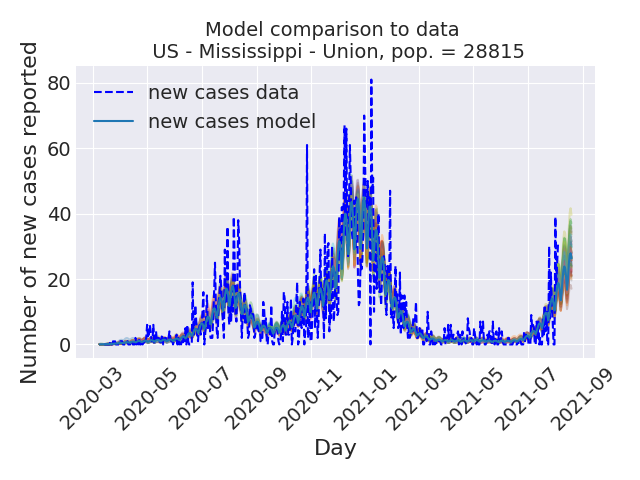 Model comparison to data
US - Mississippi - Union, pop. = 28815
Number of new cases reported
80
60
40
20
0
new cases data
new cases model
2020-03
2020-05
2020-07
2020-09
2020-11
2021-01
2021-03
2021-05
2021-07
2021-09
Day